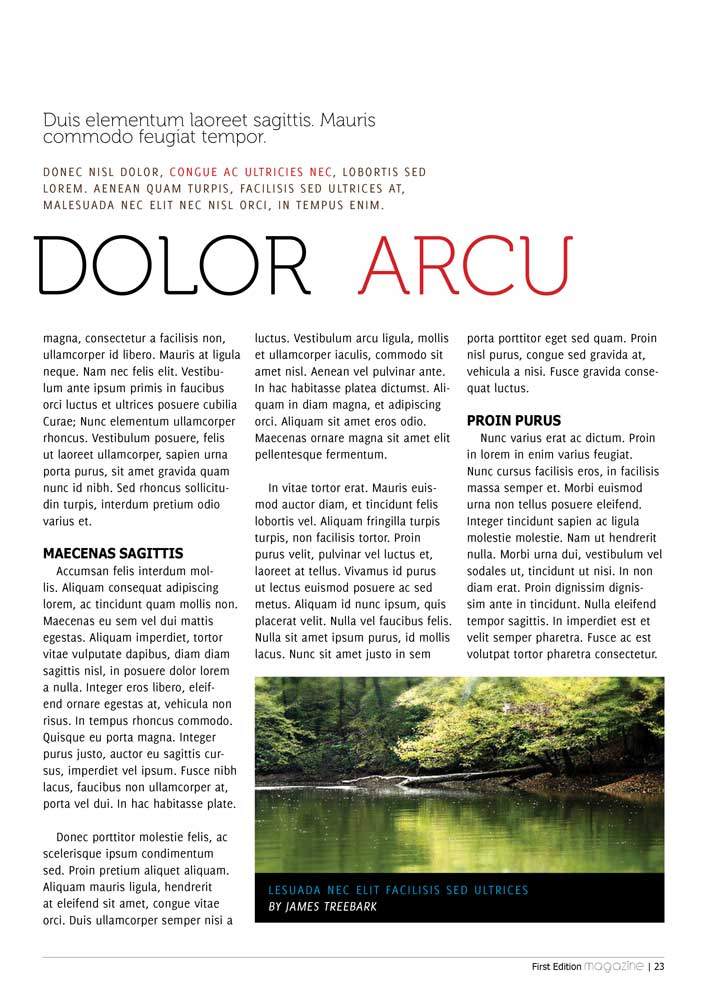 Duis elementum laoreet sagittis. Mauris
commodo feugiat tempor.
DONEC NISL DOLOR, CONGUE AC ULTRICIES NEC, LOBORTIS SED
LOREM. AENEAN QUAM TURPIS, FACILISIS SED ULTRICES AT,
MALESUADA NEC ELIT NEC NISL ORCI, IN TEMPUS ENIM.
DOLOR ARCU
magna, consectetur a facilisis non,
ullamcorper id libero. Mauris at ligula
neque. Nam nec felis elit. Vestibu-
lum ante ipsum primis in faucibus
orci luctus et ultrices posuere cubilia
Curae; Nunc elementum ullamcorper
rhoncus. Vestibulum posuere, felis
ut laoreet ullamcorper, sapien urna
porta purus, sit amet gravida quam
nunc id nibh. Sed rhoncus sollicitu-
din turpis, interdum pretium odio
varius et.
MAECENAS SAGITTIS
Accumsan felis interdum mol-
lis. Aliquam consequat adipiscing
lorem, ac tincidunt quam mollis non.
Maecenas eu sem vel dui mattis
egestas. Aliquam imperdiet, tortor
vitae vulputate dapibus, diam diam
sagittis nisl, in posuere dolor lorem
a nulla. Integer eros libero, eleif-
end ornare egestas at, vehicula non
risus. In tempus rhoncus commodo.
Quisque eu porta magna. Integer
purus justo, auctor eu sagittis cur-
sus, imperdiet vel ipsum. Fusce nibh
lacus, faucibus non ullamcorper at,
porta vel dui. In hac habitasse plate.
Donec porttitor molestie felis, ac
scelerisque ipsum condimentum
sed. Proin pretium aliquet aliquam.
Aliquam mauris ligula, hendrerit
at eleifend sit amet, congue vitae
orci. Duis ullamcorper semper nisi a
luctus. Vestibulum arcu ligula, mollis
et ullamcorper iaculis, commodo sit
amet nisl. Aenean vel pulvinar ante.
In hac habitasse platea dictumst. Ali-
quam in diam magna, et adipiscing
orci. Aliquam sit amet eros odio.
Maecenas ornare magna sit amet elit
pellentesque fermentum.
In vitae tortor erat. Mauris euis-
mod auctor diam, et tincidunt felis
lobortis vel. Aliquam fringilla turpis
turpis, non facilisis tortor. Proin
purus velit, pulvinar vel luctus et,
laoreet at tellus. Vivamus id purus
ut lectus euismod posuere ac sed
metus. Aliquam id nunc ipsum, quis
placerat velit. Nulla vel faucibus felis.
Nulla sit amet ipsum purus, id mollis
lacus. Nunc sit amet justo in sem
porta porttitor eget sed quam. Proin
nisl purus, congue sed gravida at,
vehicula a nisi. Fusce gravida conse-
quat luctus.
PROIN PURUS
Nunc varius erat ac dictum. Proin
in lorem in enim varius feugiat.
Nunc cursus facilisis eros, in facilisis
massa semper et. Morbi euismod
urna non tellus posuere eleifend.
Integer tincidunt sapien ac ligula
molestie molestie. Nam ut hendrerit
nulla. Morbi urna dui, vestibulum vel
sodales ut, tincidunt ut nisi. In non
diam erat. Proin dignissim dignis-
sim ante in tincidunt. Nulla eleifend
tempor sagittis. In imperdiet est et
velit semper pharetra. Fusce ac est
volutpat tortor pharetra consectetur.
LESUADA NEC ELIT FACILISIS SED ULTRICES
BY JAMES TREEBARK
First Edition magazine | 23